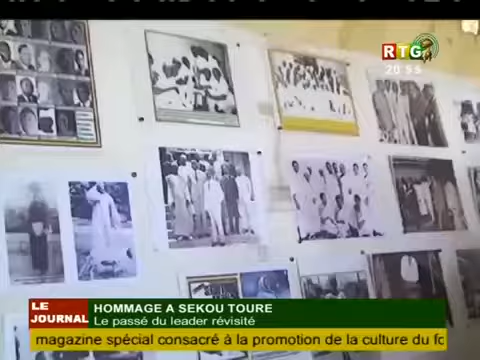 RTG
20 55
LE
JOURNAL
HOMMAGE A SEKOU TOURE
Le passé du leader révisité
magazine spécial consacré à la promotion de la culture du fo